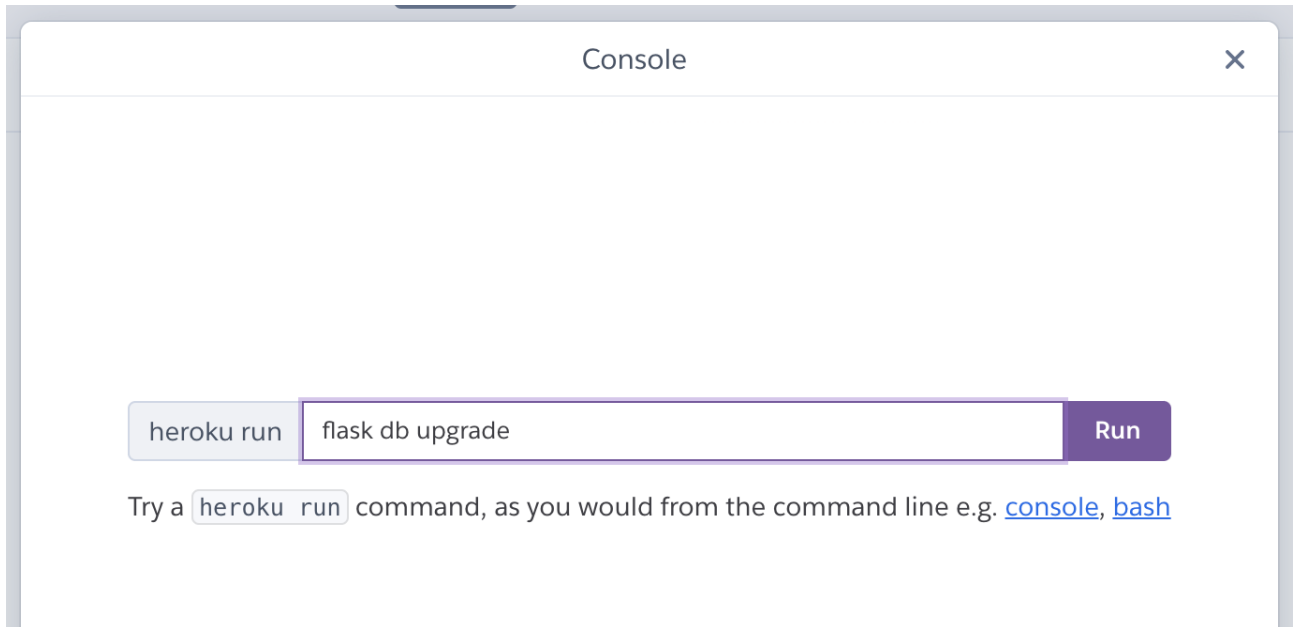 Console
heroku run flask db upgrade Run
Try a heroku run command, as you would from the command line e.g. console, bash